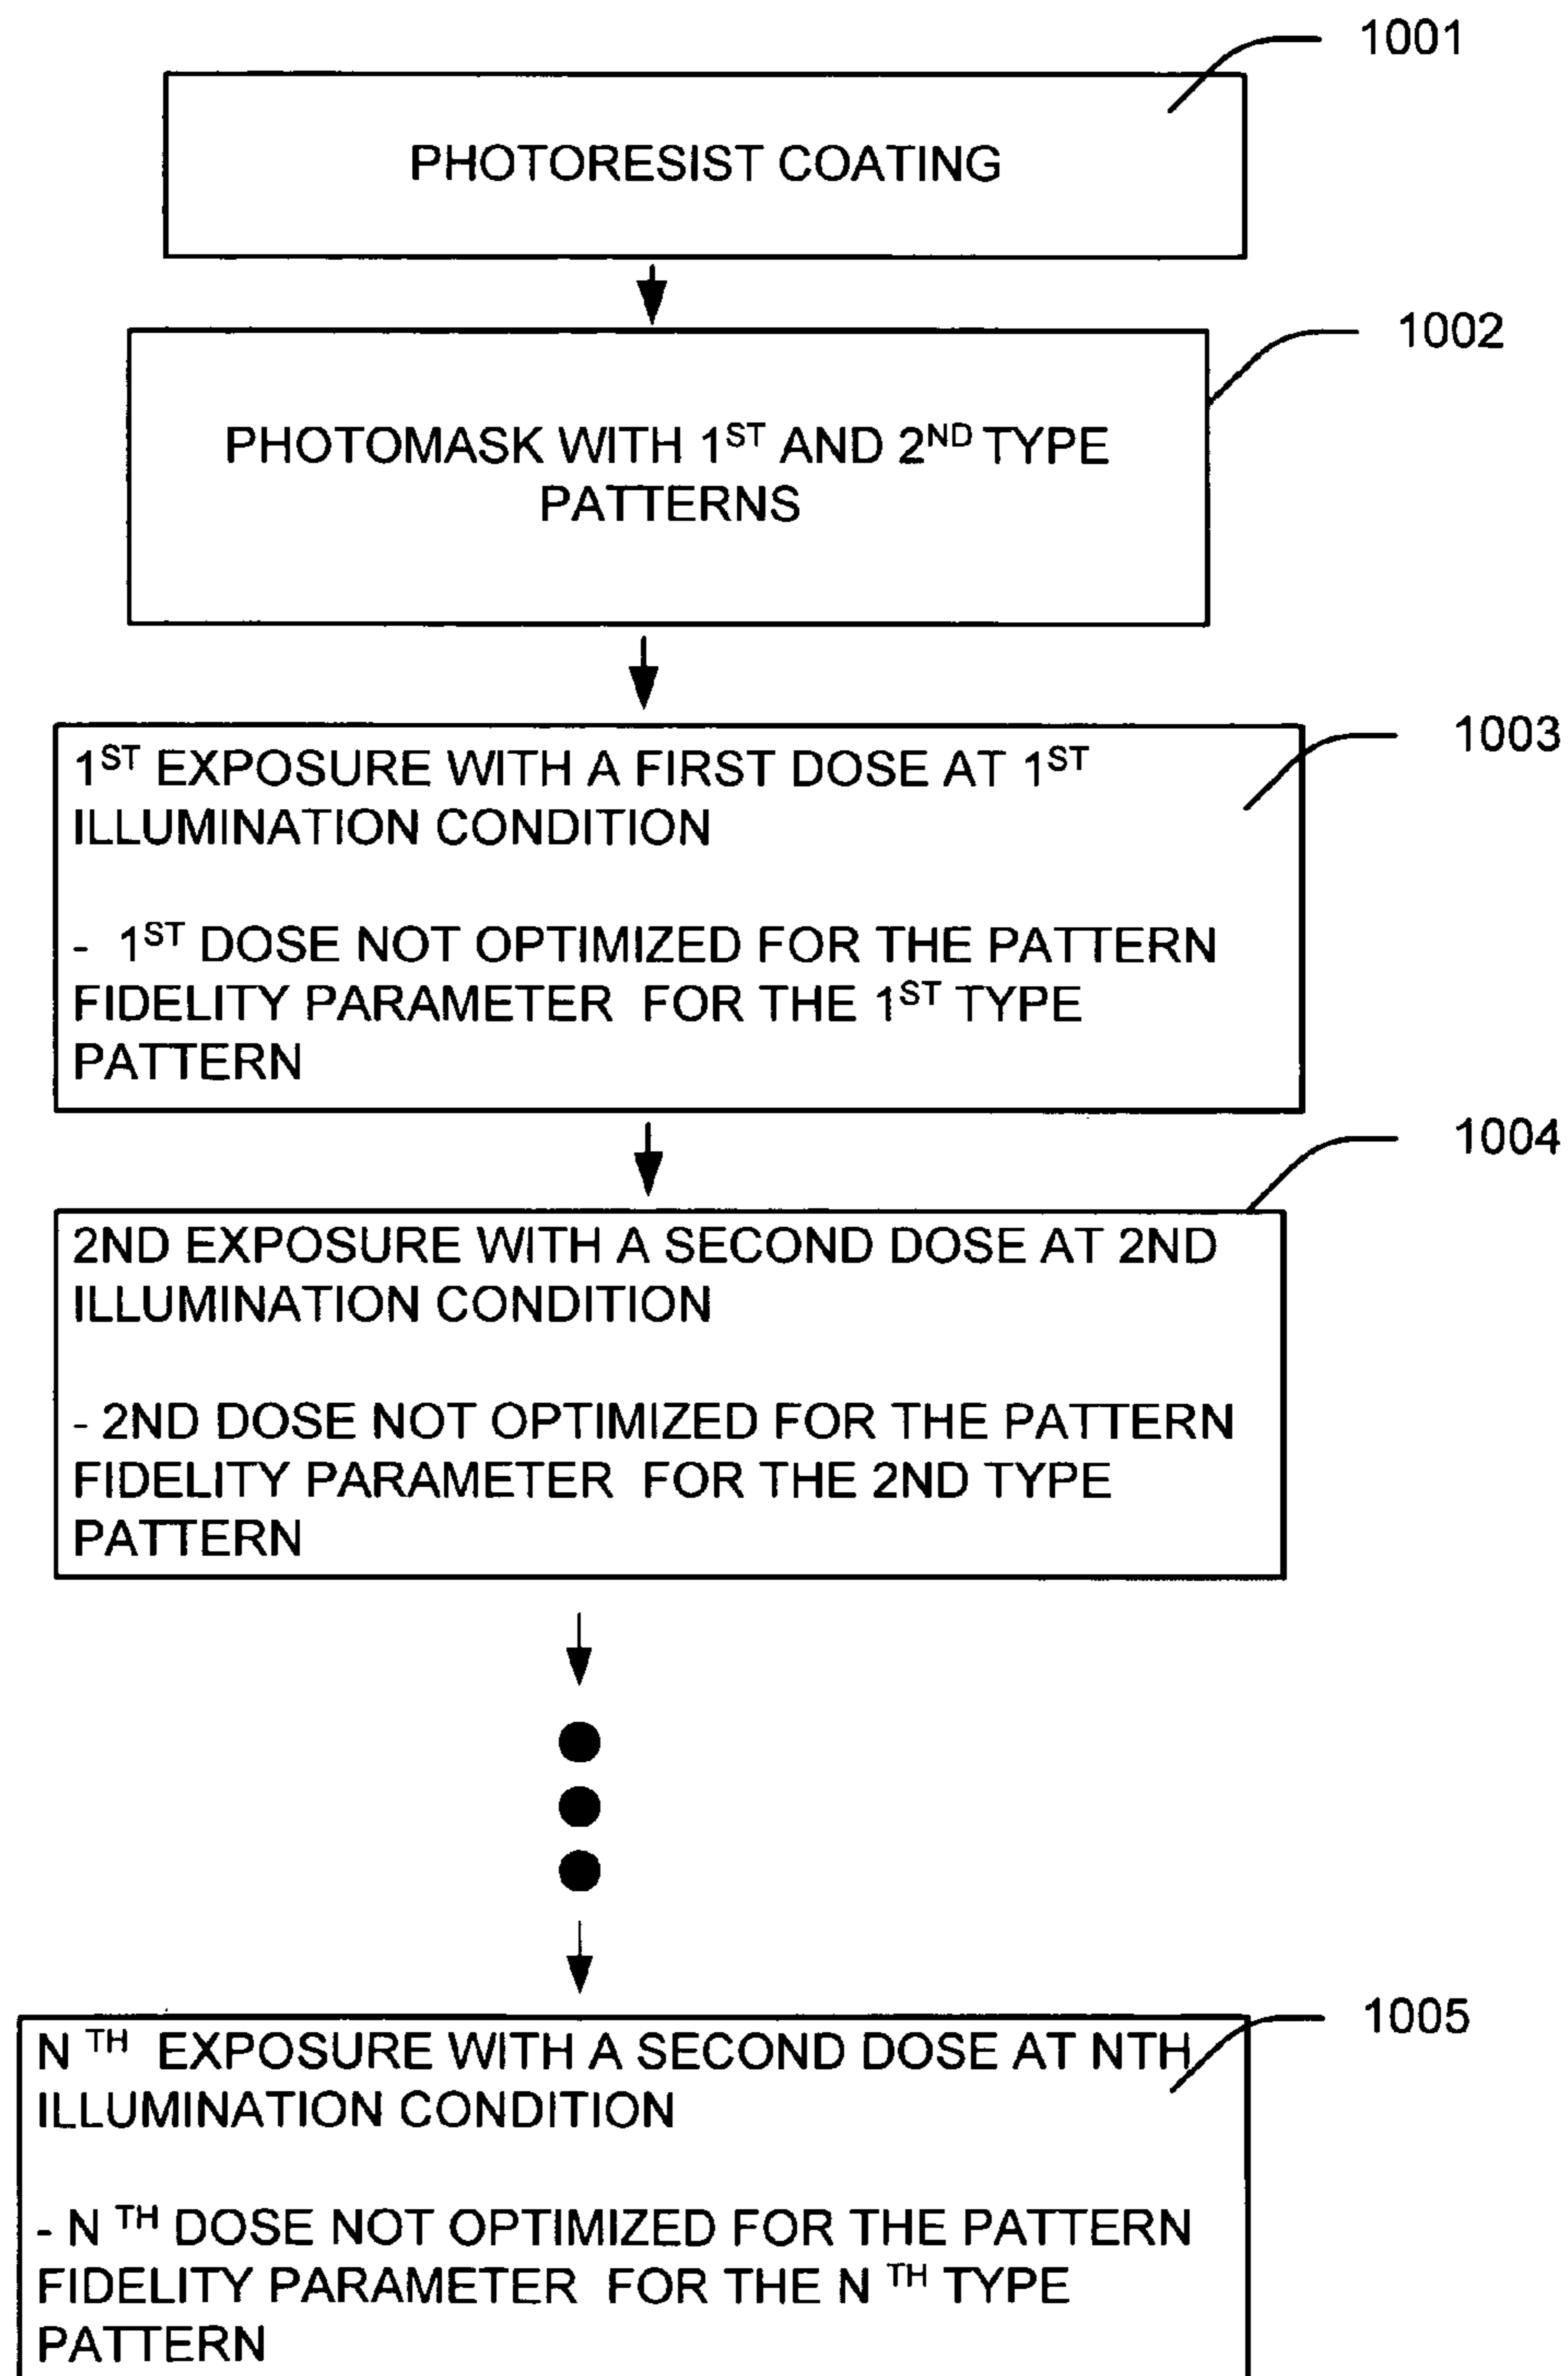 1001
PHOTORESIST COATING
1002
PHOTOMASK WITH 1ST AND 2ND TYPE
PATTERNS
1003
1ST EXPOSURE WITH A FIRST DOSE AT 1ST
ILLUMINATION CONDITION
- 1ST DOSE NOT OPTIMIZED FOR THE PATTERN
FIDELITY PARAMETER FOR THE 1ST TYPE
PATTERN
1004
2ND EXPOSURE WITH A SECOND DOSE AT 2ND
ILLUMINATION CONDITION
- 2ND DOSE NOT OPTIMIZED FOR THE PATTERN
FIDELITY PARAMETER FOR THE 2ND TYPE
PATTERN
1005
N TH EXPOSURE WITH A SECOND DOSE AT NTH
ILLUMINATION CONDITION
- N TH DOSE NOT OPTIMIZED FOR THE PATTERN
FIDELITY PARAMETER FOR THE N TH TYPE
PATTERN